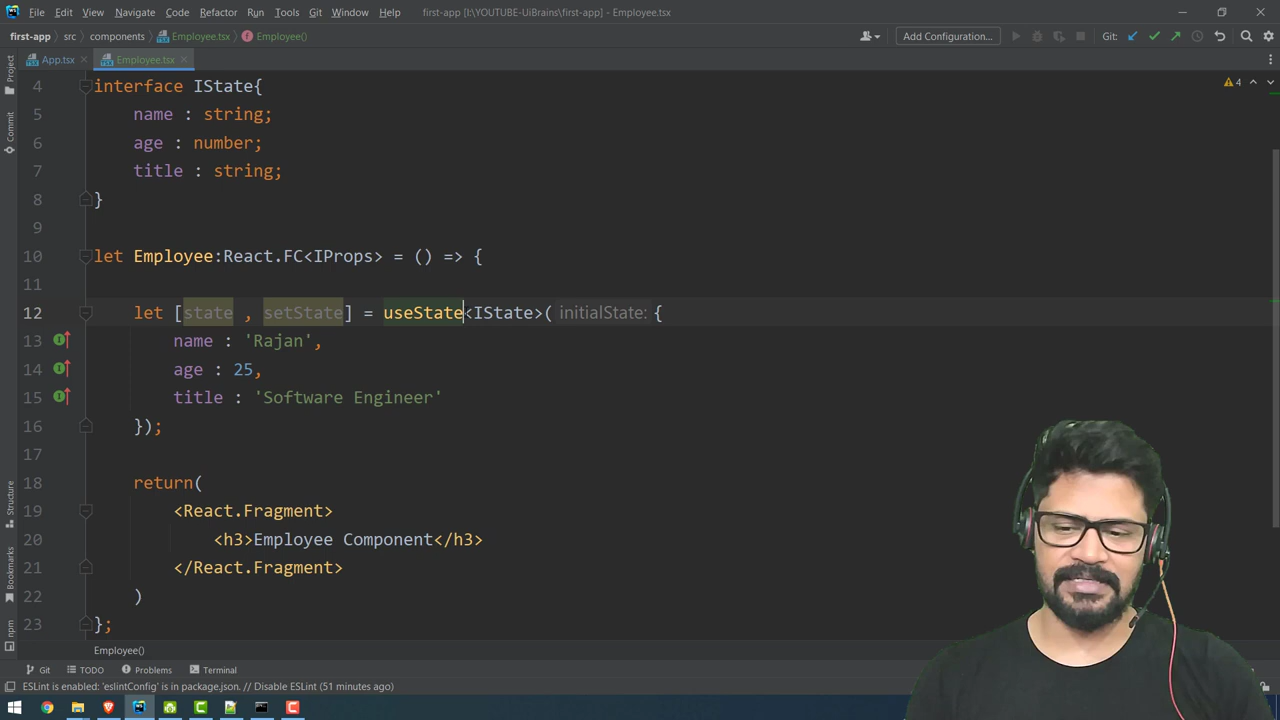 File Edit View Navigate Code Refactor Run Tools Git Window Help first-app [I:\YOUTUBE-UiBrains\first-app] - Employee.tsx
first-app src components Employee.tsx Employee() Add Configuration... Git:
App.tsx Employee.tsx
Project
Commit
Structure
Bookmarks
npm
4
4 interface IState{
5 name : string;
6 age : number;
7 title : string;
8 }
9
10 let Employee:React.FC<IProps> = () => {
11
12 let [state , setState] = useState<IState>( initialState: {
13 name : 'Rajan',
14 age : 25,
15 title : 'Software Engineer'
16 });
17
18 return(
19 <React.Fragment>
20 <h3>Employee Component</h3>
21 </React.Fragment>
22 )
23 };
Employee()
Git TODO Problems Terminal
ESLint is enabled: 'eslintConfig' is in package.json. // Disable ESLint (51 minutes ago)